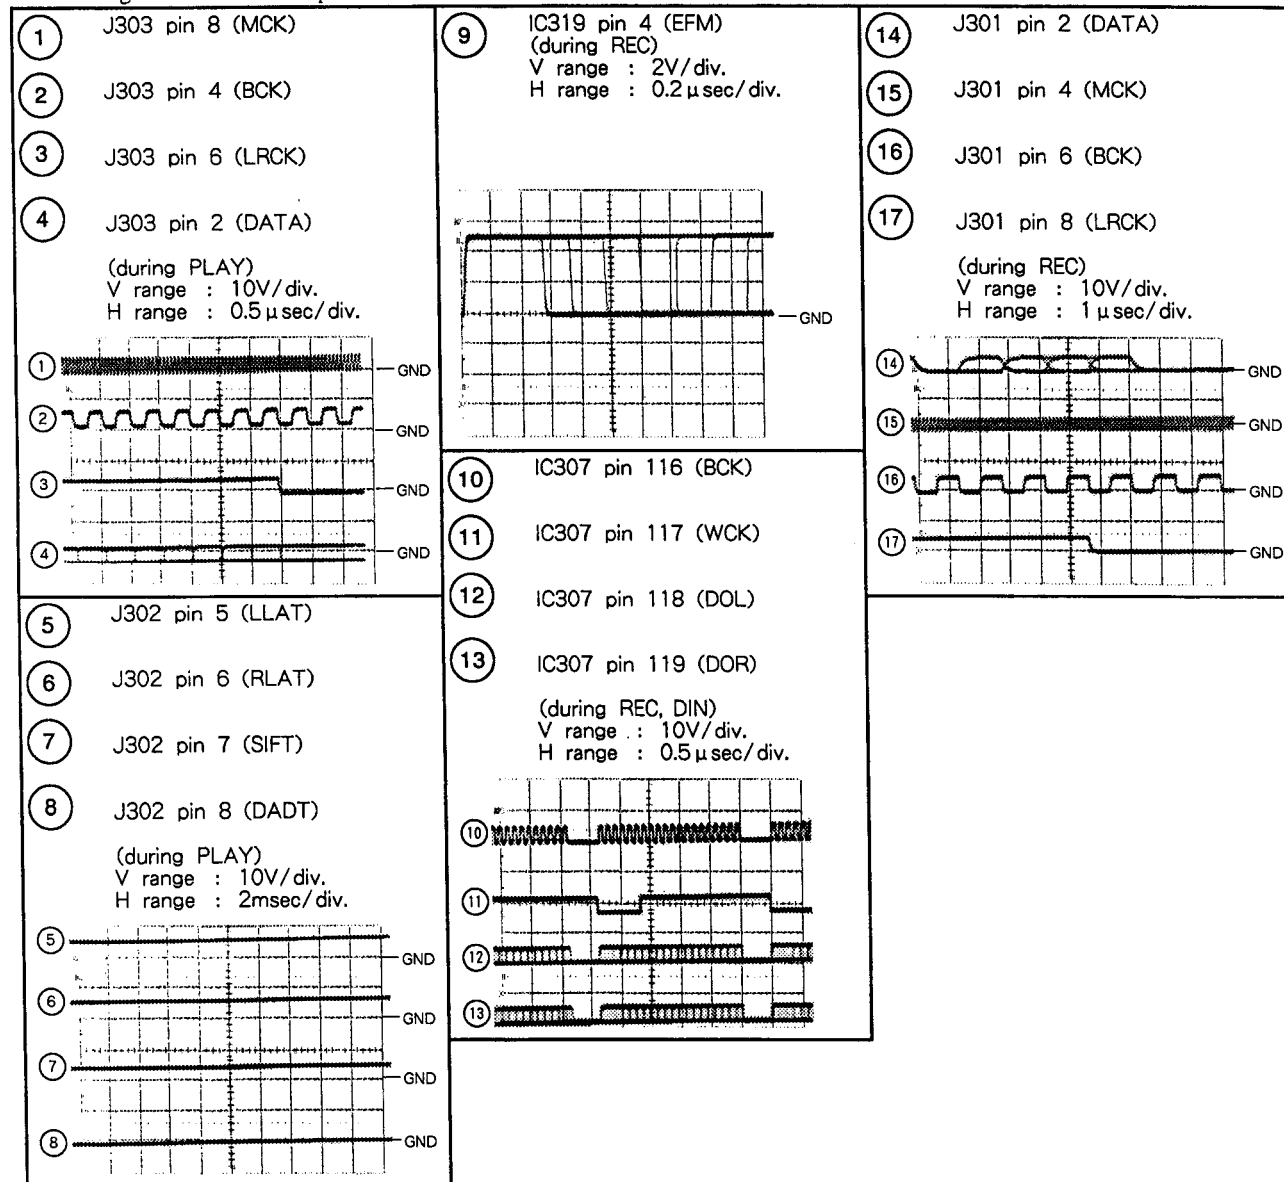 1 J303 pin 8 (MCK)
2 J303 pin 4 (BCK)
3 J303 pin 6 (LRCK)
4 J303 pin 2 (DATA)
(during PLAY)
V range : 10V/div.
H range : 0.5 μsec/div.
1 GND
2 GND
3 GND
4 GND
5 J302 pin 5 (LLAT)
6 J302 pin 6 (RLAT)
7 J302 pin 7 (SIFT)
8 J302 pin 8 (DADT)
(during PLAY)
V range : 10V/div.
H range : 2msec/div.
5 GND
6 GND
7 GND
8 GND
9 IC319 pin 4 (EFM)
(during REC)
V range : 2V/div.
H range : 0.2 μsec/div.
GND
10 IC307 pin 116 (BCK)
11 IC307 pin 117 (WCK)
12 IC307 pin 118 (DOL)
13 IC307 pin 119 (DOR)
(during REC, DIN)
V range : 10V/div.
H range : 0.5 μsec/div.
10
11
12
13
14 J301 pin 2 (DATA)
15 J301 pin 4 (MCK)
16 J301 pin 6 (BCK)
17 J301 pin 8 (LRCK)
(during REC)
V range : 10V/div.
H range : 1 μsec/div.
14 GND
15 GND
16 GND
17 GND